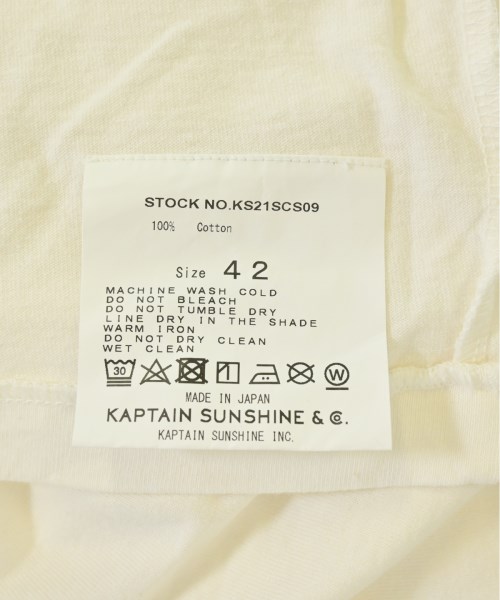 STOCK NO.KS21SCS09
100% Cotton
Size 42
MACHINE WASH COLD
DO NOT BLEACH
DO NOT TUMBLE DRY
LINE DRY IN THE SHADE
WARM IRON
DO NOT DRY CLEAN
WET CLEAN
30 W
MADE IN JAPAN
KAPTAIN SUNSHINE & Co.
KAPTAIN SUNSHINE INC.